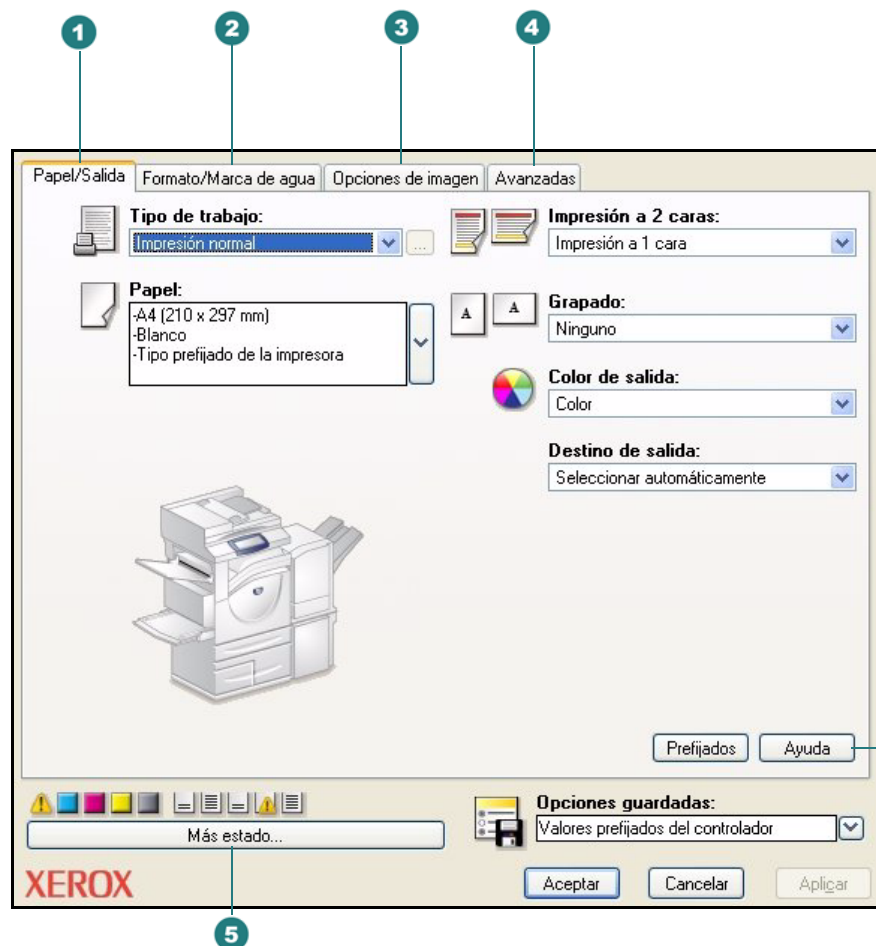 1
2
3
4
Papel/Salida
Formato/Marca de agua
Opciones de imagen
Avanzadas
Tipo de trabajo:
Impresión normal
...
Papel:
-A4 (210 x 297 mm)
-Blanco
-Tipo prefijado de la impresora
Impresión a 2 caras:
Impresión a 1 cara
A
A
Grapado:
Ninguno
Color de salida:
Color
Destino de salida:
Seleccionar automáticamente
Prefijados
Ayuda
Más estado...
Opciones guardadas:
Valores prefijados del controlador
XEROX
Aceptar
Cancelar
Aplicar
5